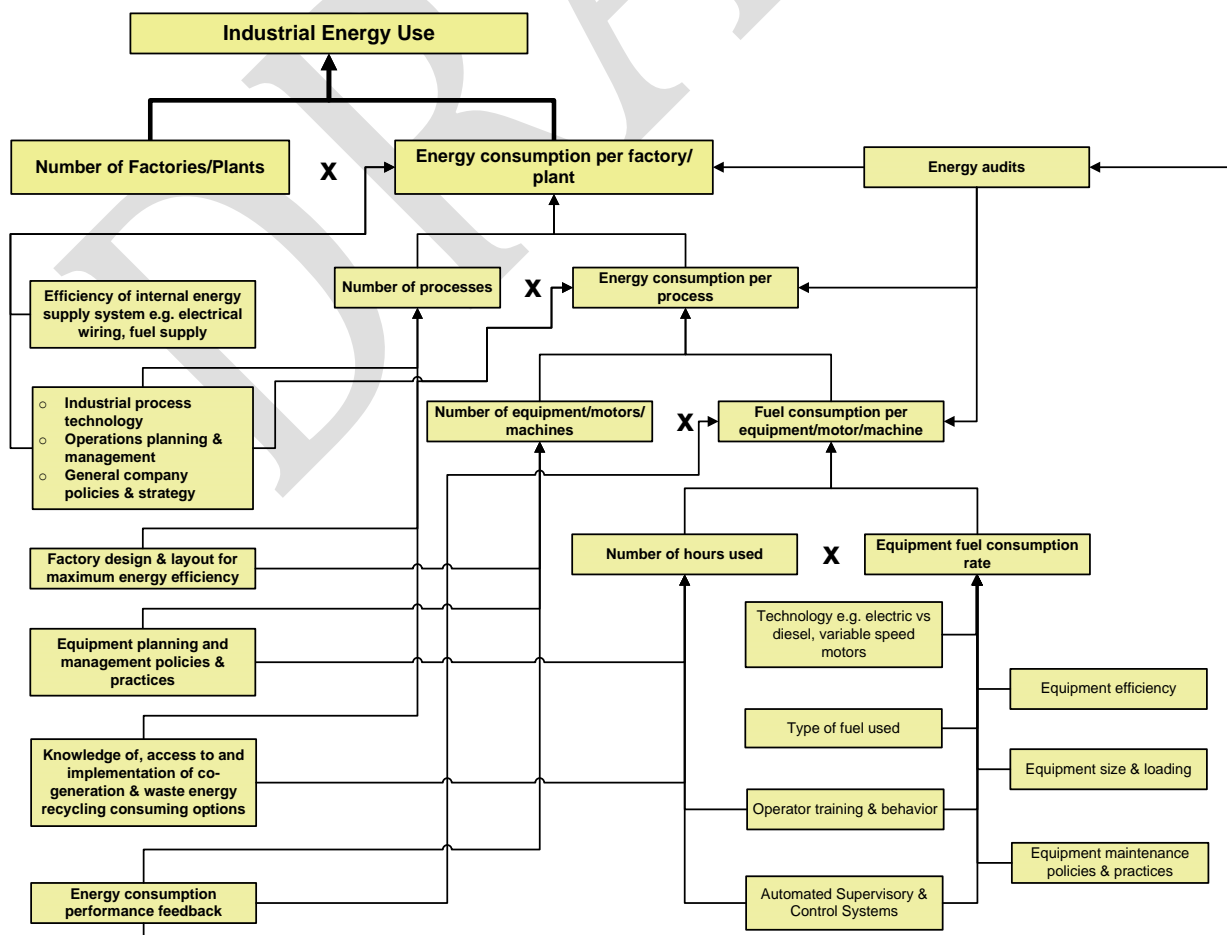 Industrial Energy Use
Number of Factories/Plants
X
Energy consumption per factory/
plant
Energy audits
Efficiency of internal energy
supply system e.g. electrical
wiring, fuel supply
Number of processes
X
Energy consumption per
process
o Industrial process
technology
o Operations planning &
management
o General company
policies & strategy
Number of equipment/motors/
machines
X
Fuel consumption per
equipment/motor/machine
Factory design & layout for
maximum energy efficiency
Number of hours used
X
Equipment fuel consumption
rate
Equipment planning and
management policies &
practices
Technology e.g. electric vs
diesel, variable speed
motors
Equipment efficiency
Type of fuel used
Knowledge of, access to and
implementation of co-
generation & waste energy
recycling consuming options
Equipment size & loading
Operator training & behavior
Equipment maintenance
policies & practices
Energy consumption
performance feedback
Automated Supervisory &
Control Systems
DRA